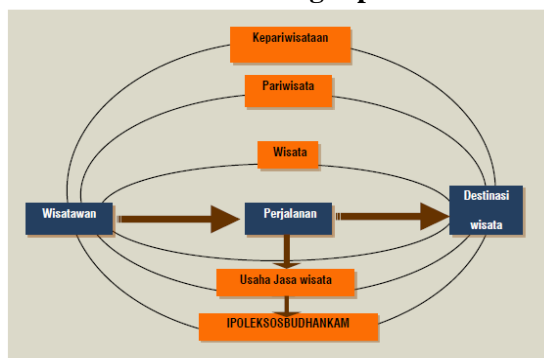 Kepariwisataan
Pariwisata
Wisata
Wisatawan
Perjalanan
Destinasi
wisata
Usaha Jasa wisata
IPOLEKSOSBUDHANKAM